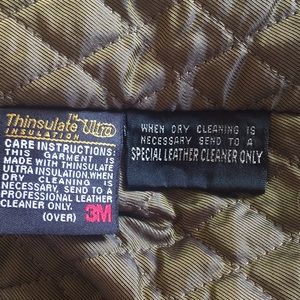 Thinsulate™ Ultra
INSULATION
CARE INSTRUCTIONS:
THIS GARMENT IS
MADE WITH THINSULATE
ULTRA INSULATION.WHEN
DRY CLEANING IS
NECESSARY, SEND TO A
PROFESSIONAL LEATHER
CLEANER ONLY.
(OVER) 3M
WHEN DRY CLEANING IS
NECESSARY SEND TO A
SPECIAL LEATHER CLEANER ONLY